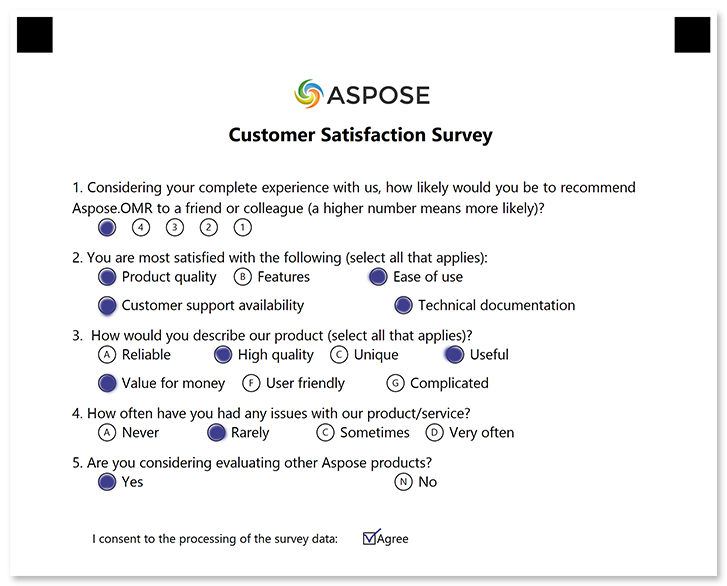 ASPOSE
Customer Satisfaction Survey
1. Considering your complete experience with us, how likely would you be to recommend
Aspose.OMR to a friend or colleague (a higher number means more likely)?
4 3 2 1
2. You are most satisfied with the following (select all that applies):
Product quality B Features Ease of use
Customer support availability Technical documentation
3. How would you describe our product (select all that applies)?
A Reliable High quality C Unique Useful
Value for money F User friendly G Complicated
4. How often have you had any issues with our product/service?
A Never Rarely C Sometimes D Very often
5. Are you considering evaluating other Aspose products?
Yes N No
I consent to the processing of the survey data: Agree